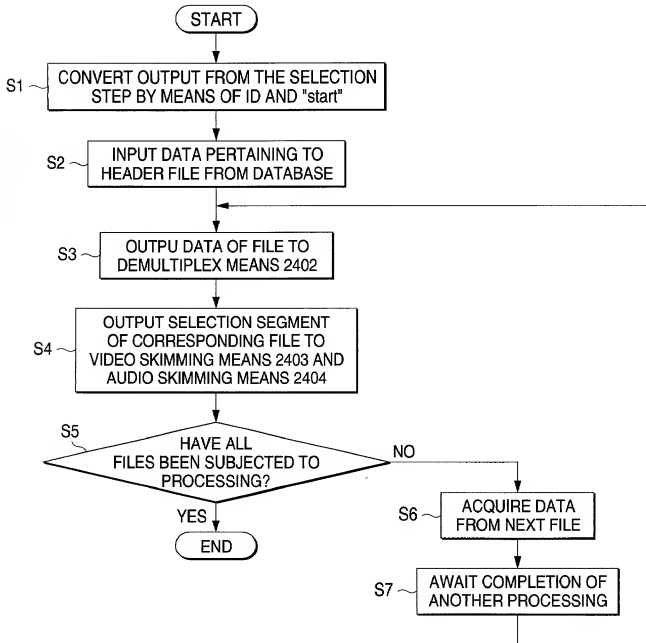 START
S1
CONVERT OUTPUT FROM THE SELECTION
STEP BY MEANS OF ID AND "start"
S2
INPUT DATA PERTAINING TO
HEADER FILE FROM DATABASE
S3
OUTPU DATA OF FILE TO
DEMULTIPLEX MEANS 2402
S4
OUTPUT SELECTION SEGMENT
OF CORRESPONDING FILE TO
VIDEO SKIMMING MEANS 2403 AND
AUDIO SKIMMING MEANS 2404
S5
HAVE ALL
FILES BEEN SUBJECTED TO
PROCESSING?
NO
YES
END
S6
ACQUIRE DATA
FROM NEXT FILE
S7
AWAIT COMPLETION OF
ANOTHER PROCESSING